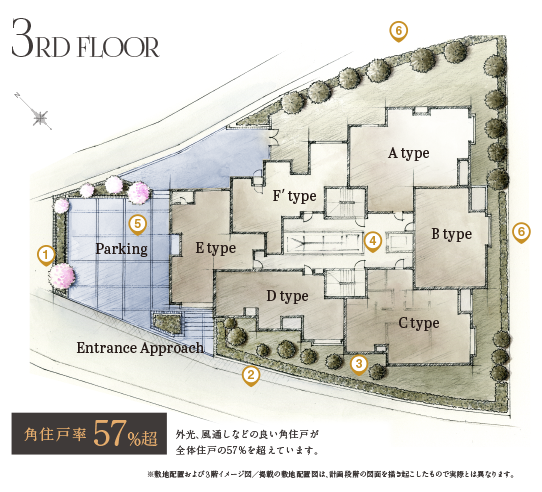 3RD FLOOR
6
N
A type
F′ type
5
1
Parking
E type
4
B type
6
D type
C type
Entrance Approach
3
2
角住戸率 57%超
外光、風通しなどの良い角住戸が
全体住戸の57%を超えています。
※敷地配置および3階イメージ図／掲載の敷地配置図は、計画段階の図面を描き起こしたもので実際とは異なります。